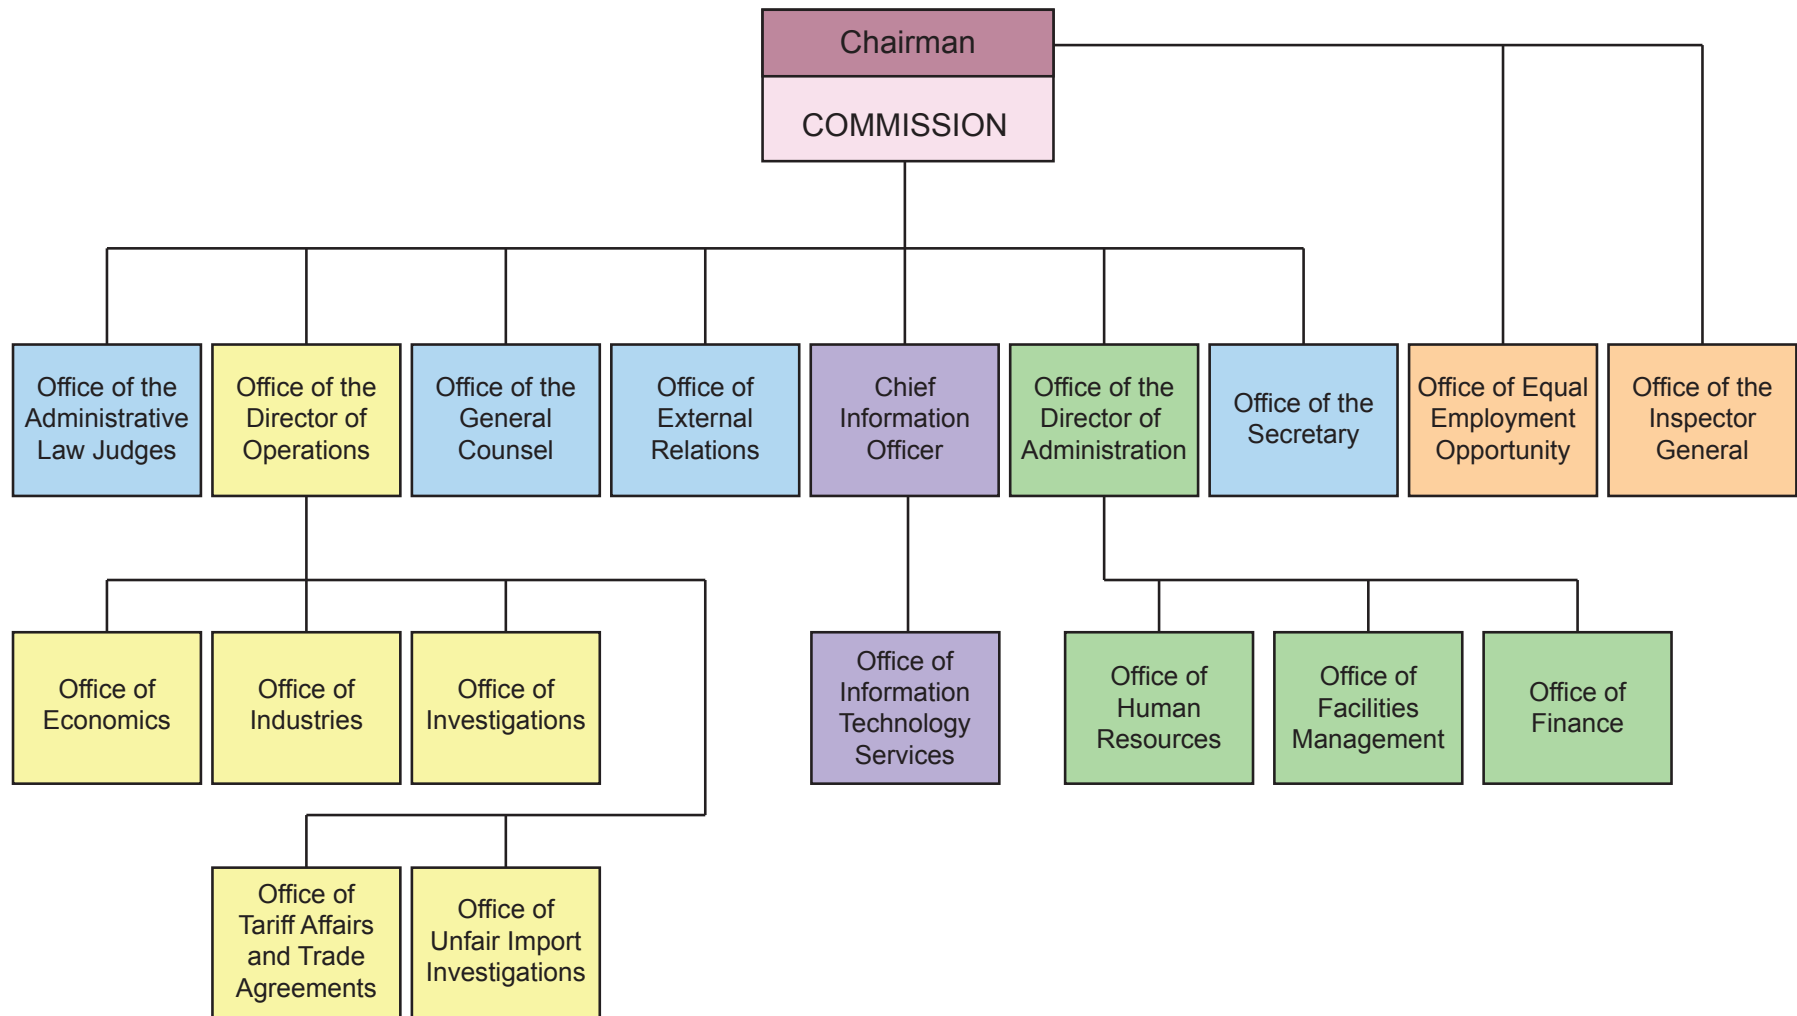 Chairman
COMMISSION
Office of the
Administrative
Law Judges
Office of the
Director of
Operations
Office of the
General
Counsel
Office of
External
Relations
Chief
Information
Officer
Office of the
Director of
Administration
Office of the
Secretary
Office of Equal
Employment
Opportunity
Office of the
Inspector
General
Office of
Economics
Office of
Industries
Office of
Investigations
Office of
Information
Technology
Services
Office of
Human
Resources
Office of
Facilities
Management
Office of
Finance
Office of
Tariff Affairs
and Trade
Agreements
Office of
Unfair Import
Investigations